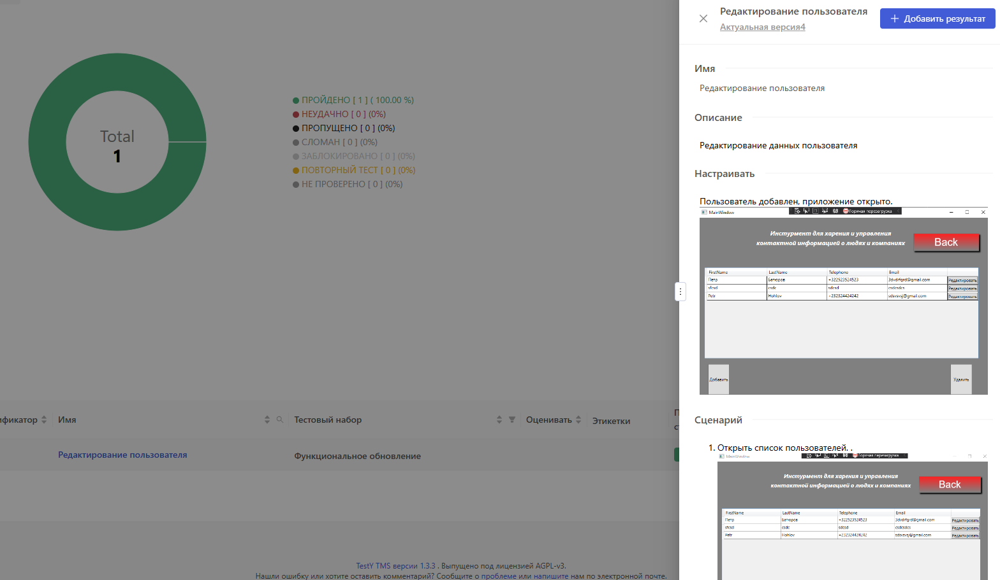 Total
1
ПРОЙДЕНО [ 1 ] ( 100.00 %)
НЕУДАЧНО [ 0 ] (0%)
ПРОПУЩЕНО [ 0 ] (0%)
СЛОМАН [ 0 ] (0%)
ЗАБЛОКИРОВАНО [ 0 ] (0%)
ПОВТОРНЫЙ ТЕСТ [ 0 ] (0%)
НЕ ПРОВЕРЕНО [ 0 ] (0%)
ификатор Имя Тестовый набор Оценивать Этикетки
Редактирование пользователя Функциональное обновление
TestY TMS версии 1.3.3 . Выпущено под лицензией AGPL-v3.
Нашли ошибку или хотите оставить комментарий? Сообщите о проблеме или напишите нам по электронной почте.
Редактирование пользователя
Актуальная версия4
Добавить результат
Имя
Редактирование пользователя
Описание
Редактирование данных пользователя
Настраивать
Пользователь добавлен, приложение открыто.
MainWindow Горячая перезагрузка
Инстурмент для харения и управления
контактной информацией о людях и компаниях
Back
FirstName LastName Telephone Email
Петр Батюров +322523524523 3dvdrfgrd@gmail.com Редактировать
sfcsd csdc sdcsd csdcsdcs Редактировать
Petr Hohlov +232324424242 sdsvsvsj@gmail.com Редактировать
Добавить Удалить
Сценарий
1. Открыть список пользователей. .
MainWindow Горячая перезагрузка
Инстурмент для харения и управления
контактной информацией о людях и компаниях
Back
FirstName LastName Telephone Email
Петр Батюров +322523524523 3dvdrfgrd@gmail.com Редактировать
sfcsd csdc sdcsd csdcsdcs Редактировать
Petr Hohlov +232324424242 sdsvsvsj@gmail.com Редактировать